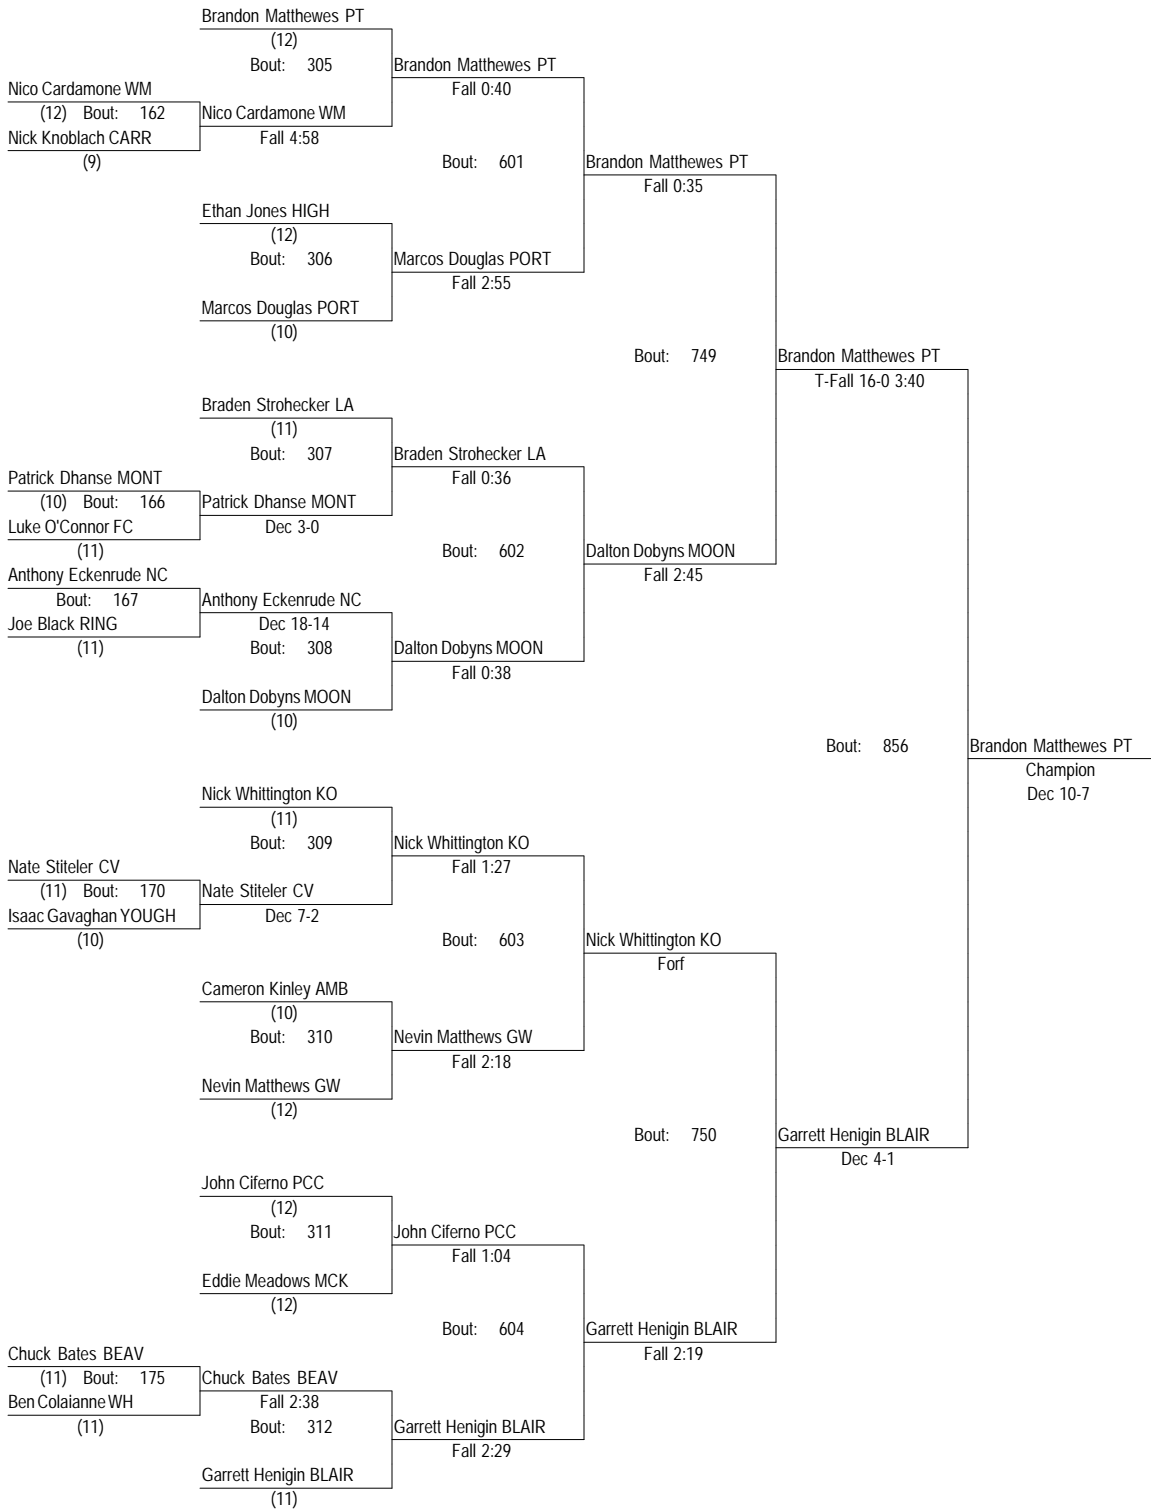 Brandon Matthewes PT
(12)
Bout: 305
Brandon Matthewes PT
Fall 0:40
Nico Cardamone WM
(12) Bout: 162
Nico Cardamone WM
Nick Knoblach CARR
Fall 4:58
(9)
Bout: 601
Brandon Matthewes PT
Fall 0:35
Ethan Jones HIGH
(12)
Bout: 306
Marcos Douglas PORT
Fall 2:55
Marcos Douglas PORT
(10)
Bout: 749
Brandon Matthewes PT
T-Fall 16-0 3:40
Braden Strohecker LA
(11)
Bout: 307
Braden Strohecker LA
Fall 0:36
Patrick Dhanse MONT
(10) Bout: 166
Patrick Dhanse MONT
Luke O'Connor FC
Dec 3-0
(11)
Bout: 602
Dalton Dobyns MOON
Fall 2:45
Anthony Eckenrude NC
Bout: 167
Anthony Eckenrude NC
Joe Black RING
Dec 18-14
(11)
Bout: 308
Dalton Dobyns MOON
Fall 0:38
Dalton Dobyns MOON
(10)
Bout: 856
Brandon Matthewes PT
Champion
Dec 10-7
Nick Whittington KO
(11)
Bout: 309
Nick Whittington KO
Fall 1:27
Nate Stiteler CV
(11) Bout: 170
Nate Stiteler CV
Isaac Gavaghan YOUGH
Dec 7-2
(10)
Bout: 603
Nick Whittington KO
Forf
Cameron Kinley AMB
(10)
Bout: 310
Nevin Matthews GW
Fall 2:18
Nevin Matthews GW
(12)
Bout: 750
Garrett Henigin BLAIR
Dec 4-1
John Ciferno PCC
(12)
Bout: 311
John Ciferno PCC
Fall 1:04
Eddie Meadows MCK
(12)
Bout: 604
Garrett Henigin BLAIR
Fall 2:19
Chuck Bates BEAV
(11) Bout: 175
Chuck Bates BEAV
Ben Colaianne WH
Fall 2:38
(11)
Bout: 312
Garrett Henigin BLAIR
Fall 2:29
Garrett Henigin BLAIR
(11)